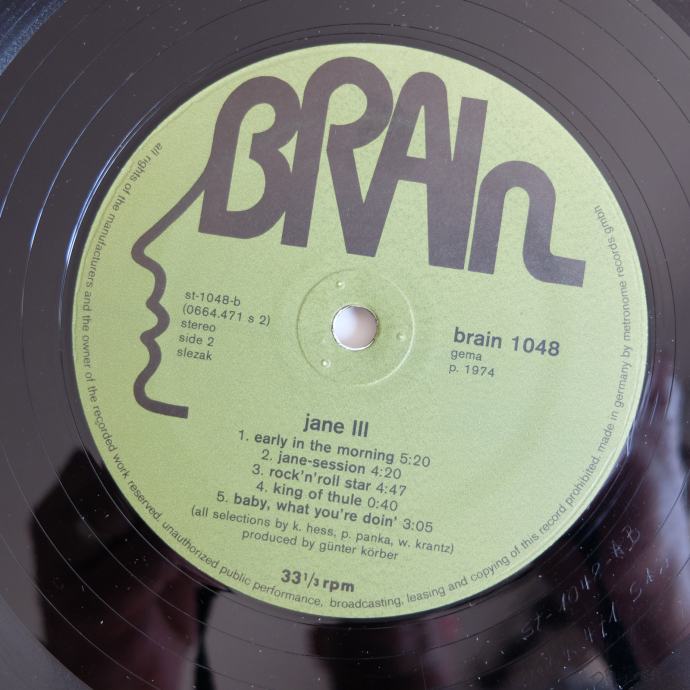 BRAIn
st-1048-b
(0664.471 s 2)
stereo
side 2
slezak
brain 1048
gema
p. 1974
jane III
1. early in the morning 5:20
2. jane-session 4:20
3. rock'n'roll star 4:47
4. king of thule 0:40
5. baby, what you're doin' 3:05
(all selections by k. hess, p. panka, w. krantz)
produced by günter körber
33 1/3 rpm
all rights of the manufacturers and the owner of the recorded work reserved. unauthorized public performance, broadcasting, leasing and copying of this record prohibited. made in germany by metronome records gmbh